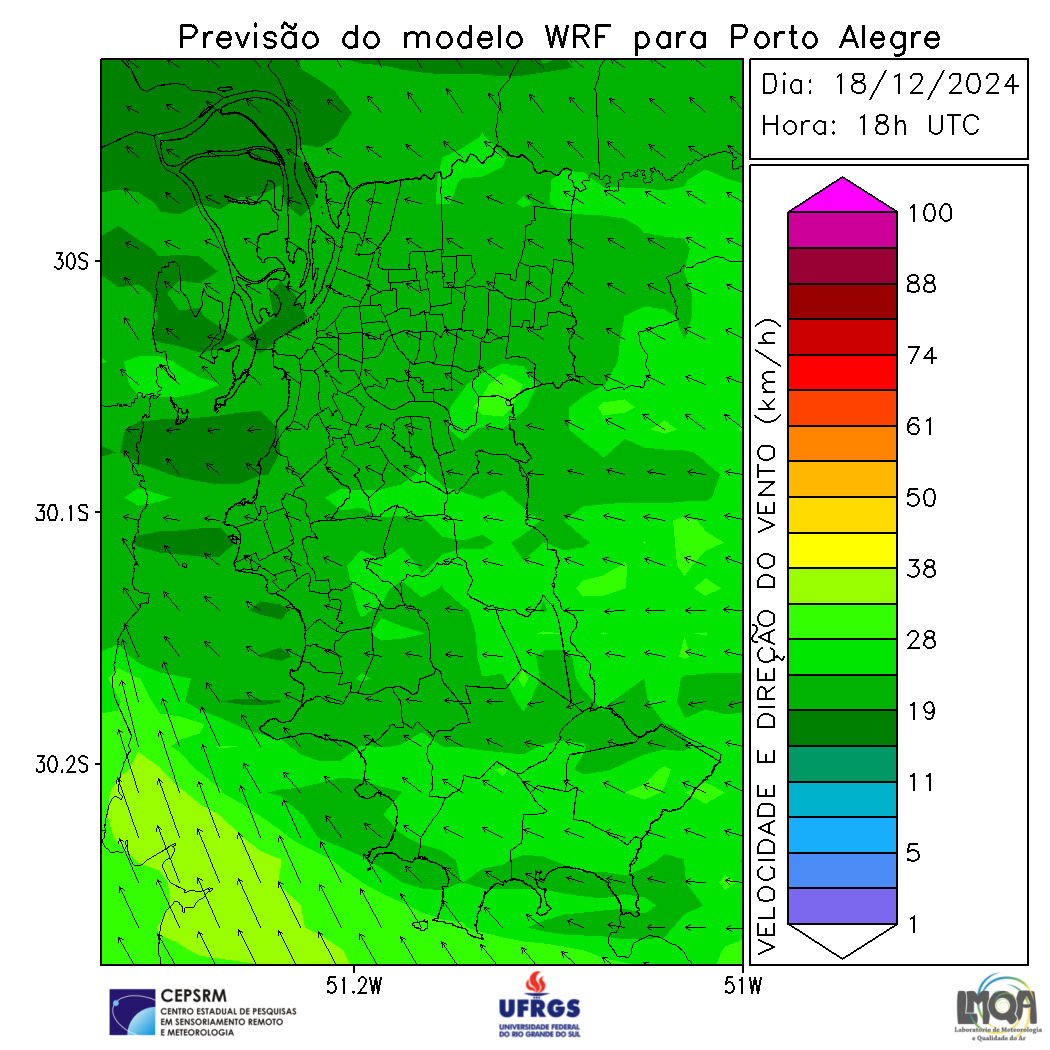 Previsão do modelo WRF para Porto Alegre
Dia: 18/12/2024
Hora: 18h UTC
30S
30.1S
30.2S
51.2W
51W
VELOCIDADE E DIREÇÃO DO VENTO (km/h)
100
88
74
61
50
38
28
19
11
5
1
CEPSRM
CENTRO ESTADUAL DE PESQUISAS
EM SENSORIAMENTO REMOTO
E METEOROLOGIA
UFRGS
UNIVERSIDADE FEDERAL
DO RIO GRANDE DO SUL
LMQA
Laboratório de Meteorologia
e Qualidade do Ar